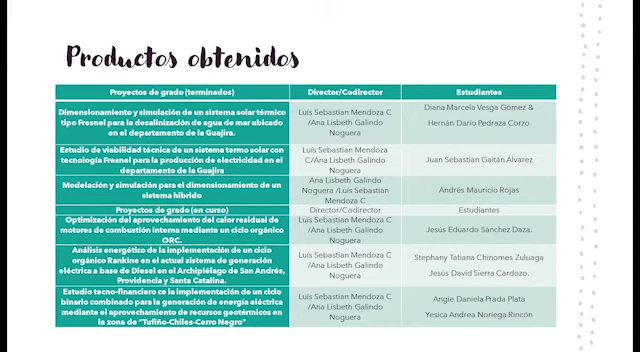 Productos obtenidos
Proyectos de grado (terminados) Director/Codirector Estudiantes
Dimensionamiento y simulación de un sistema solar térmico
tipo Fresnel para la desalinización de agua de mar ubicado
en el departamento de la Guajira.
Luis Sebastian Mendoza C
/Ana Lisbeth Galindo
Noguera
Diana Marcela Vesga Gómez &
Hernán Darío Pedraza Corzo
Estudio de viabilidad técnica de un sistema termo solar con
tecnología Fresnel para la producción de electricidad en el
departamento de la Guajira
Luís Sebastian Mendoza
C/Ana Lisbeth Galindo
Noguera
Juan Sebastián Gaitán Álvarez
Modelación y simulación para el dimensionamiento de un
sistema hibrido
Ana Lisbeth Galindo
Noguera /Luis Sebastian
Mendoza C
Andrés Mauricio Rojas
Proyectos de grado (en curso) Director/Codirector Estudiantes
Optimización del aprovechamiento del calor residual de
motores de combustión interna mediante un ciclo orgánico
ORC.
Luis Sebastian Mendoza C
/Ana Lisbeth Galindo
Noguera
Jesús Eduardo Sánchez Daza.
Análisis energético de la implementación de un ciclo
orgánico Rankine en el actual sistema de generación
eléctrica a base de Diesel en el Archipiélago de San Andrés,
Providencia y Santa Catalina.
Luis Sebastian Mendoza C
/Ana Lisbeth Galindo
Noguera
Stephany Tatiana Chinomes Zuluaga
Jesús David Sierra Cardozo.
Estudio tecno-financiero ce la implementación de un ciclo
binario combinado para la generación de energía eléctrica
mediante el aprovechamiento de recursos geotérmicos en
la zona de "Tufiño-Chiles-Cerro Negro"
Luis Sebastian Mendoza C
/Ana Lisbeth Galindo
Noguera
Angie Daniela Prada Plata
Yesica Andrea Noriega Rincón